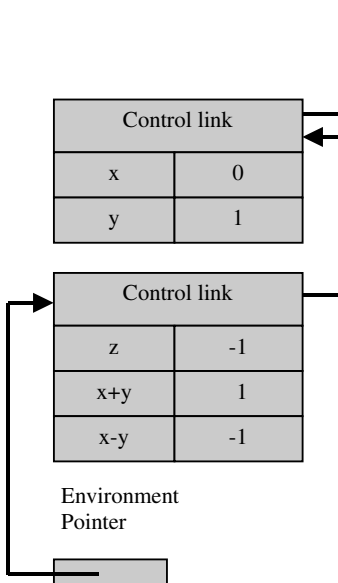 Control link
x 0
y 1
Control link
z -1
x+y 1
x-y -1
Environment
Pointer